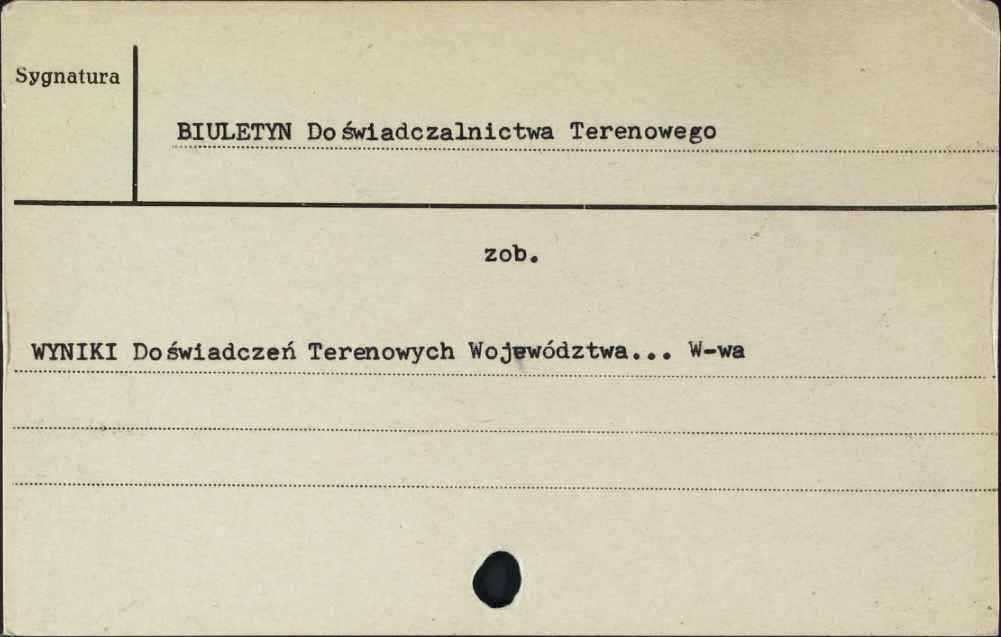 Sygnatura
BIULETYN Doświadczalnictwa Terenowego
zob.
WYNIKI Doświadczeń Terenowych Województwa... W-wa